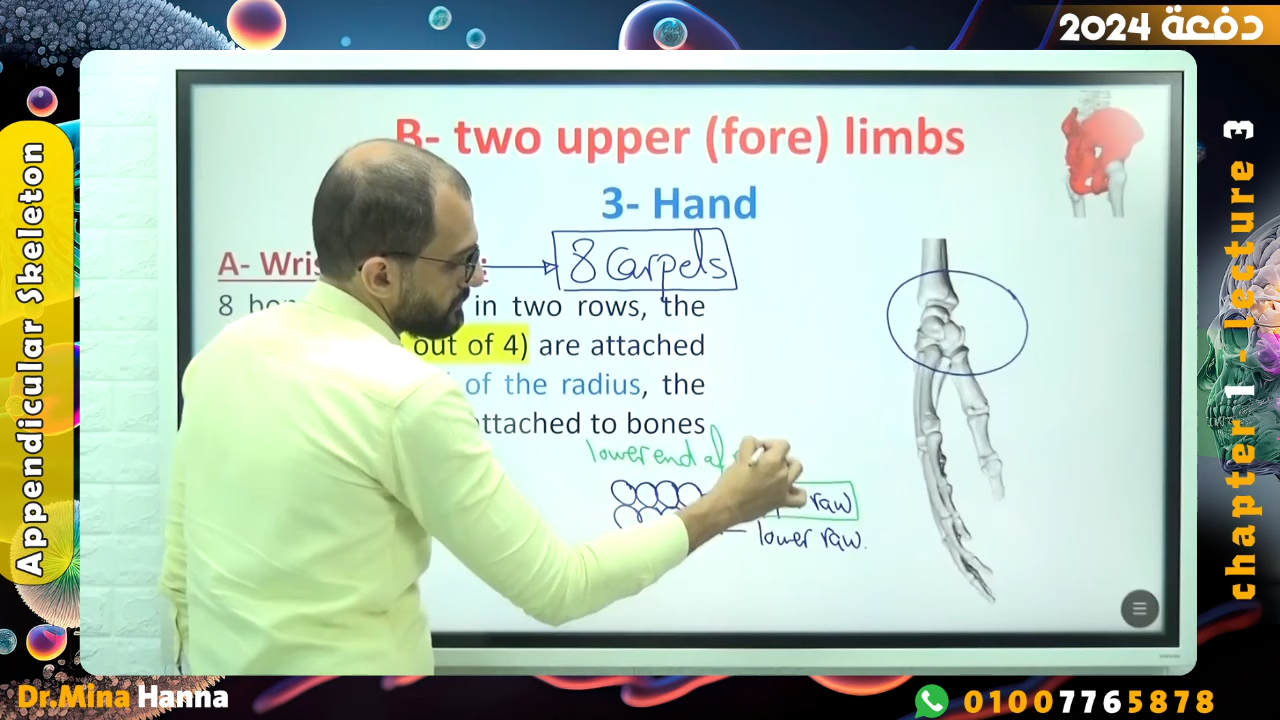 دفعة 2024
Appendicular Skeleton
chapter 1 - lecture 3
B- two upper (fore) limbs
3- Hand
A- Wris :
8 Carpels
8 in two rows, the
out of 4) are attached
of the radius, the
attached to bones
lower end of
raw
lower raw.
Dr.Mina Hanna
01007765878